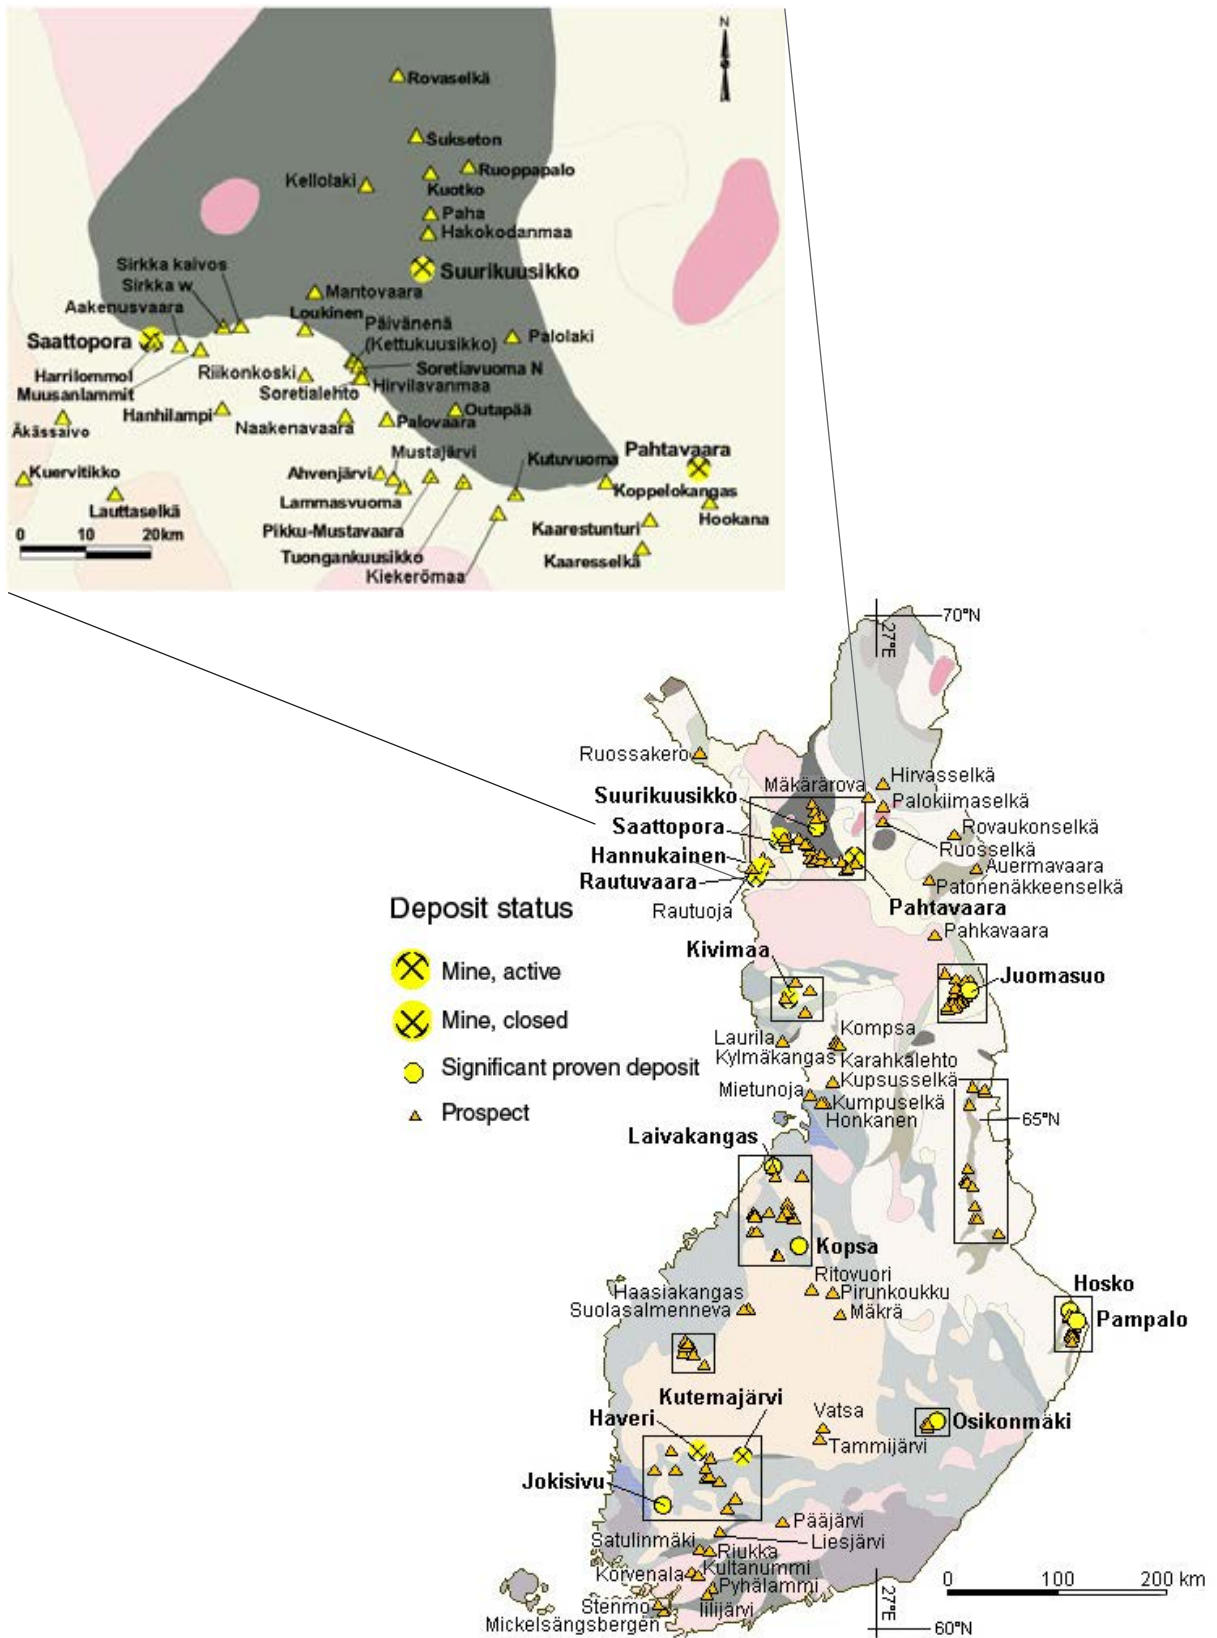 N
Rovaselkä
Sukseton
Ruoppapalo
Kellolaki
Kuotko
Paha
Hakokodanmaa
Sirkka kaivos
Suurikuusikko
Sirkka w
Mantovaara
Aakenusvaara
Loukinen
Päivänenä
(Kettukuusikko)
Palolaki
Saattopora
Harrilommol
Riikonkoski
Soretiavuoma N
Muusanlammit
Soretialehto
Hirvilavanmaa
Hanhilampi
Outapää
Äkässaivo
Naakenavaara
Palovaara
Mustajärvi
Pahtavaara
Kuervitikko
Ahvenjärvi
Kutuvuoma
Koppelokangas
Lauttaselkä
Lammasvuoma
Hookana
0 10 20km
Pikku-Mustavaara
Kaarestunturi
Tuongankuusikko
Kaaresselkä
Kiekerömaa
70°N
27°E
Ruossakero
Mäkärärova
Hirvasselkä
Suurikuusikko
Palokiimaselkä
Saattopora
Rovaukonselkä
Ruosselkä
Hannukainen
Auermavaara
Rautuvaara
Patonenäkkeenselkä
Rautuoja
Pahtavaara
Pahkavaara
Deposit status
Mine, active
Mine, closed
Significant proven deposit
Prospect
Kivimaa
Juomasuo
Laurila
Kompsa
Kylmäkangas
Karahkalehto
Kupsusselkä
Mietunoja
Kumpuselkä
Honkanen
65°N
Laivakangas
Kopsa
Ritovuori
Hosko
Haasiakangas
Pirunkoukku
Suolasalmenneva
Mäkrä
Pampalo
Kutemajärvi
Haveri
Vatsa
Osikonmäki
Tammijärvi
Jokisivu
Pääjärvi
Satulinmäki
Liesjärvi
Riukka
Korvenala
Kultanummi
Pyhälammi
0 100 200 km
Stenmo
Iilijärvi
27°E
Mickelsängsbergen
60°N